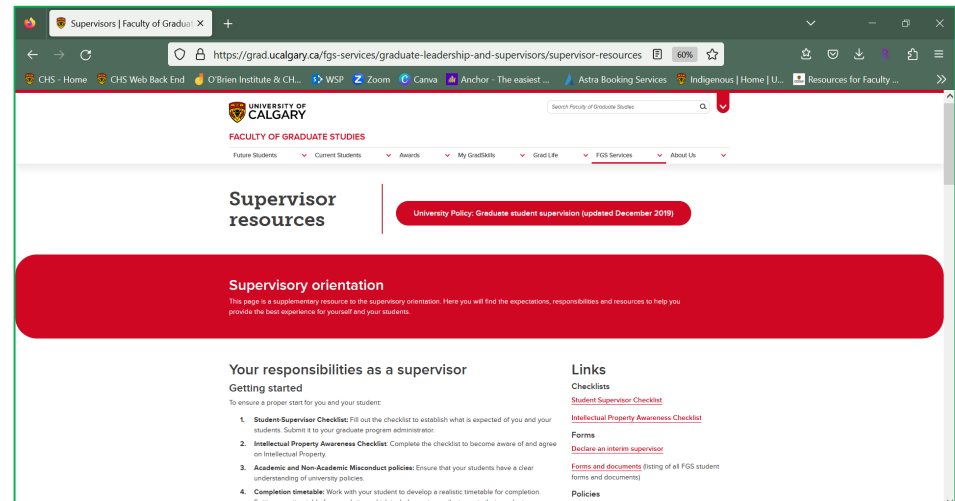 Supervisors | Faculty of Graduat
https://grad.ucalgary.ca/fgs-services/graduate-leadership-and-supervisors/supervisor-resources 60%
CHS - Home CHS Web Back End O'Brien Institute & CH... WSP Zoom Canva Anchor - The easiest ... Astra Booking Services Indigenous | Home | U... Resources for Faculty ...
UNIVERSITY OF
CALGARY
Search Faculty of Graduate Studies
FACULTY OF GRADUATE STUDIES
Future Students Current Students Awards My GradSkills Grad Life FGS Services About Us
Supervisor
resources
University Policy: Graduate student supervision (updated December 2019)
Supervisory orientation
This page is a supplementary resource to the supervisory orientation. Here you will find the expectations, responsibilities and resources to help you
provide the best experience for yourself and your students.
Your responsibilities as a supervisor
Getting started
To ensure a proper start for you and your student:
1. Student-Supervisor Checklist: Fill out the checklist to establish what is expected of you and your
students. Submit it to your graduate program administrator.
2. Intellectual Property Awareness Checklist: Complete the checklist to become aware of and agree
on Intellectual Property.
3. Academic and Non-Academic Misconduct policies: Ensure that your students have a clear
understanding of university policies.
4. Completion timetable: Work with your student to develop a realistic timetable for completion.
Links
Checklists
Student Supervisor Checklist
Intellectual Property Awareness Checklist
Forms
Declare an interim supervisor
Forms and documents (listing of all FGS student
forms and documents)
Policies